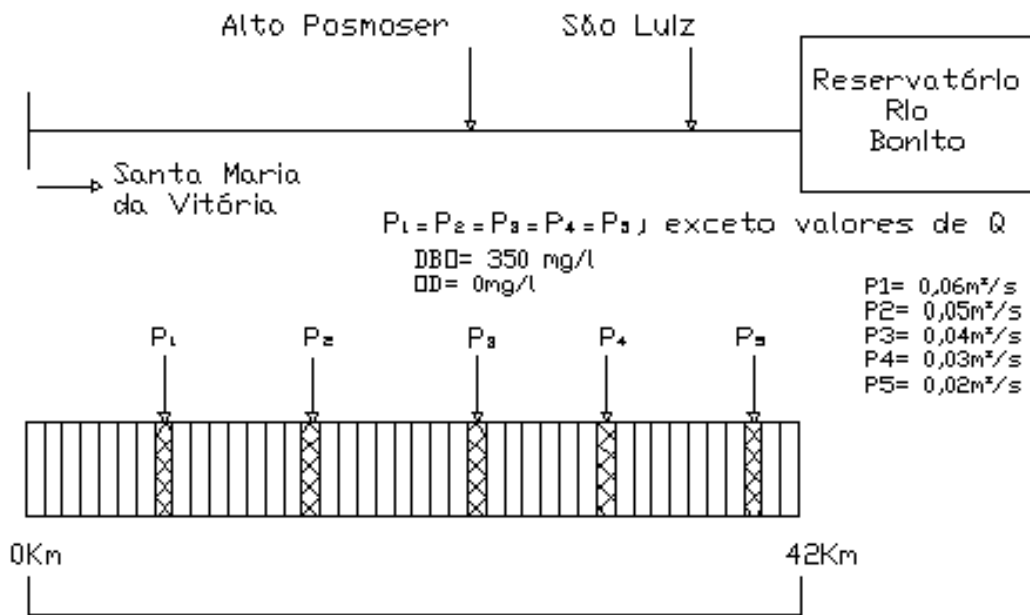 Alto Posmoser
São Luiz
Reservatório
Rio
Bonito
Santa Maria
da Vitória
P₁ = P₂ = P₃ = P₄ = P₅, exceto valores de Q
DBO= 350 mg/l
OD= 0mg/l
P1= 0,06m³/s
P2= 0,05m³/s
P3= 0,04m³/s
P4= 0,03m³/s
P5= 0,02m³/s
P₁ P₂ P₃ P₄ P₅
0Km 42Km